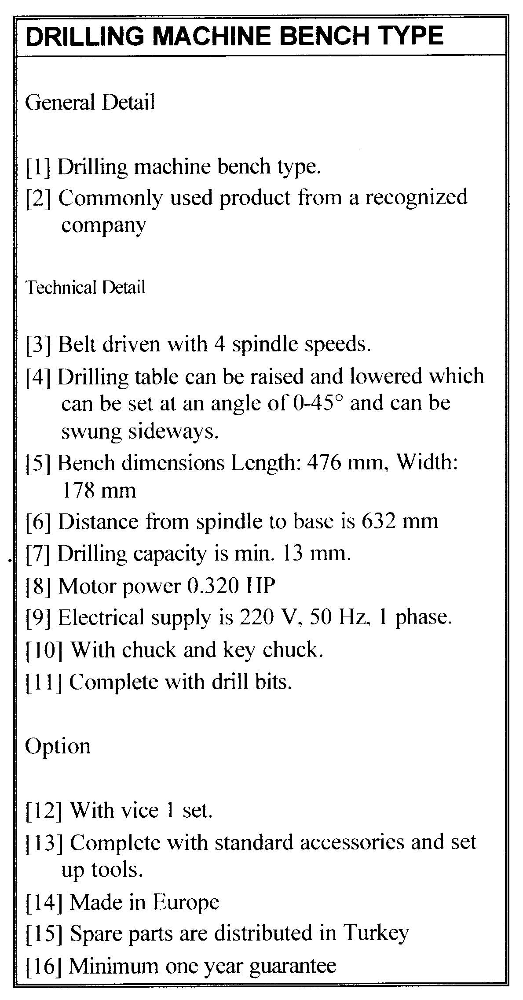 DRILLING MACHINE BENCH TYPE
General Detail
[1] Drilling machine bench type.
[2] Commonly used product from a recognized
company
Technical Detail
[3] Belt driven with 4 spindle speeds.
[4] Drilling table can be raised and lowered which
can be set at an angle of 0-45° and can be
swung sideways.
[5] Bench dimensions Length: 476 mm, Width:
178 mm
[6] Distance from spindle to base is 632 mm
[7] Drilling capacity is min. 13 mm.
[8] Motor power 0.320 HP
[9] Electrical supply is 220 V, 50 Hz, 1 phase.
[10] With chuck and key chuck.
[11] Complete with drill bits.
Option
[12] With vice 1 set.
[13] Complete with standard accessories and set
up tools.
[14] Made in Europe
[15] Spare parts are distributed in Turkey
[16] Minimum one year guarantee